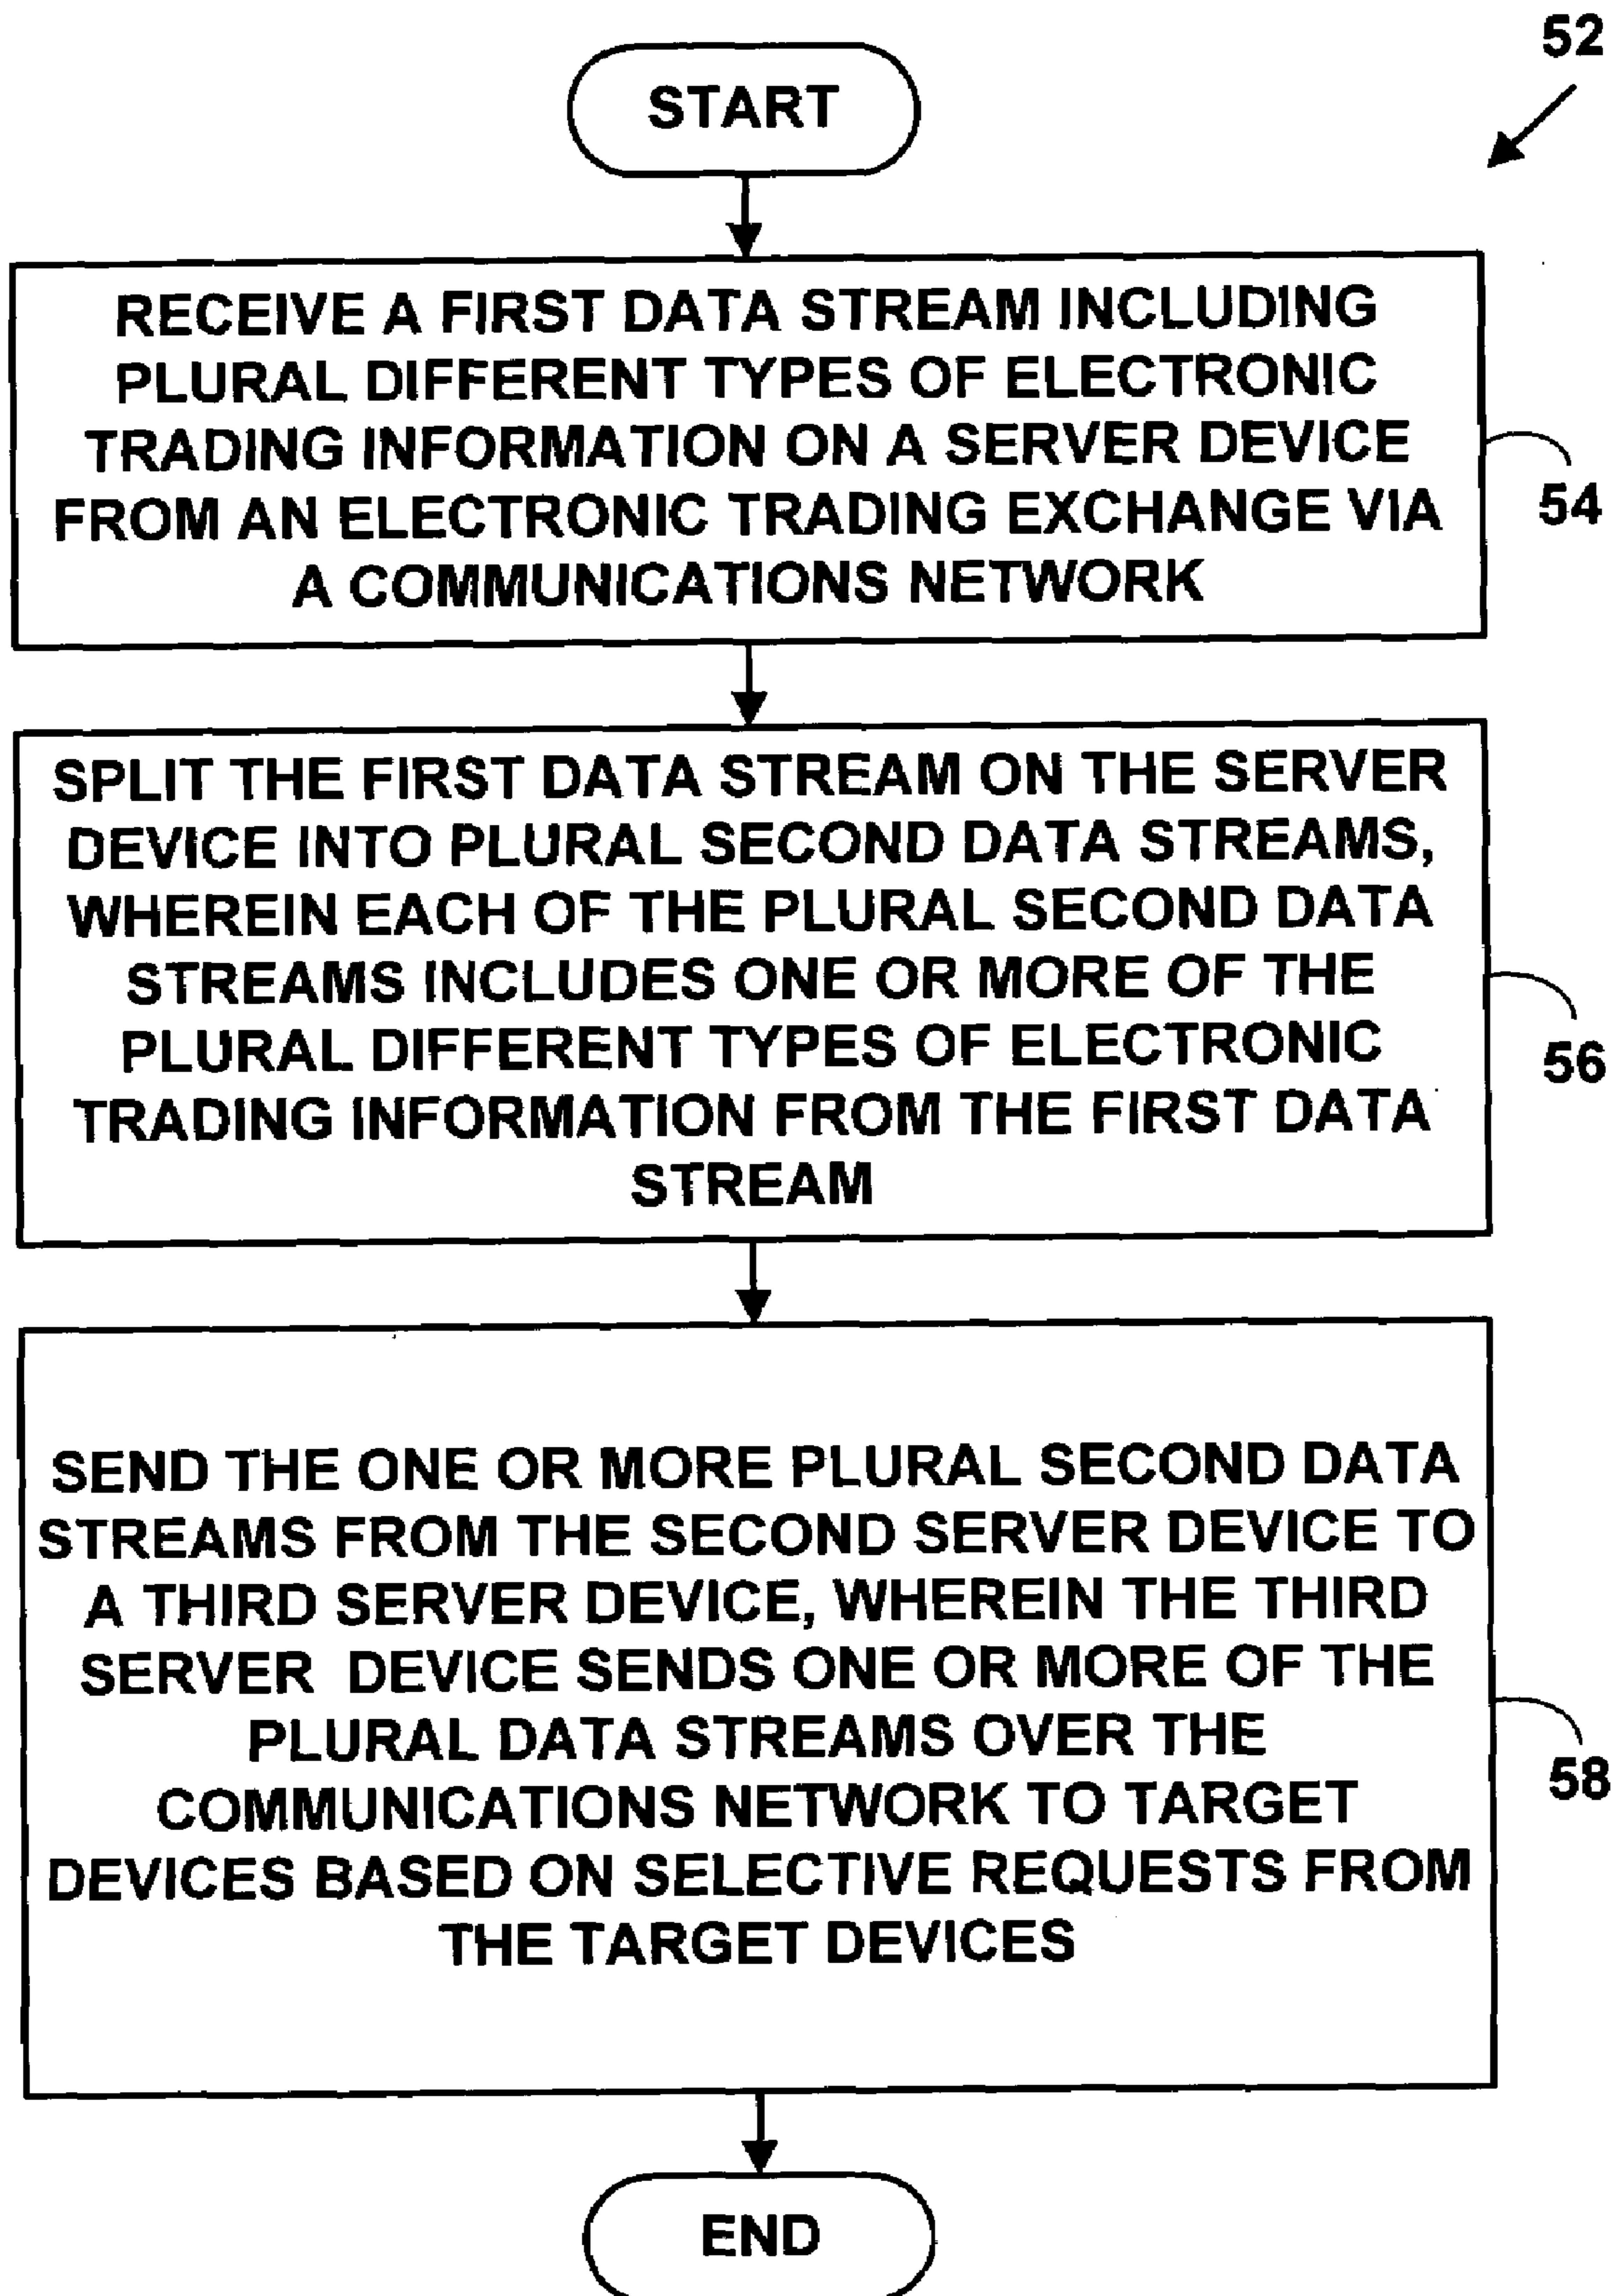 52
START
RECEIVE A FIRST DATA STREAM INCLUDING
PLURAL DIFFERENT TYPES OF ELECTRONIC
TRADING INFORMATION ON A SERVER DEVICE
FROM AN ELECTRONIC TRADING EXCHANGE VIA
A COMMUNICATIONS NETWORK
54
SPLIT THE FIRST DATA STREAM ON THE SERVER
DEVICE INTO PLURAL SECOND DATA STREAMS,
WHEREIN EACH OF THE PLURAL SECOND DATA
STREAMS INCLUDES ONE OR MORE OF THE
PLURAL DIFFERENT TYPES OF ELECTRONIC
TRADING INFORMATION FROM THE FIRST DATA
STREAM
56
SEND THE ONE OR MORE PLURAL SECOND DATA
STREAMS FROM THE SECOND SERVER DEVICE TO
A THIRD SERVER DEVICE, WHEREIN THE THIRD
SERVER DEVICE SENDS ONE OR MORE OF THE
PLURAL DATA STREAMS OVER THE
COMMUNICATIONS NETWORK TO TARGET
DEVICES BASED ON SELECTIVE REQUESTS FROM
THE TARGET DEVICES
58
END